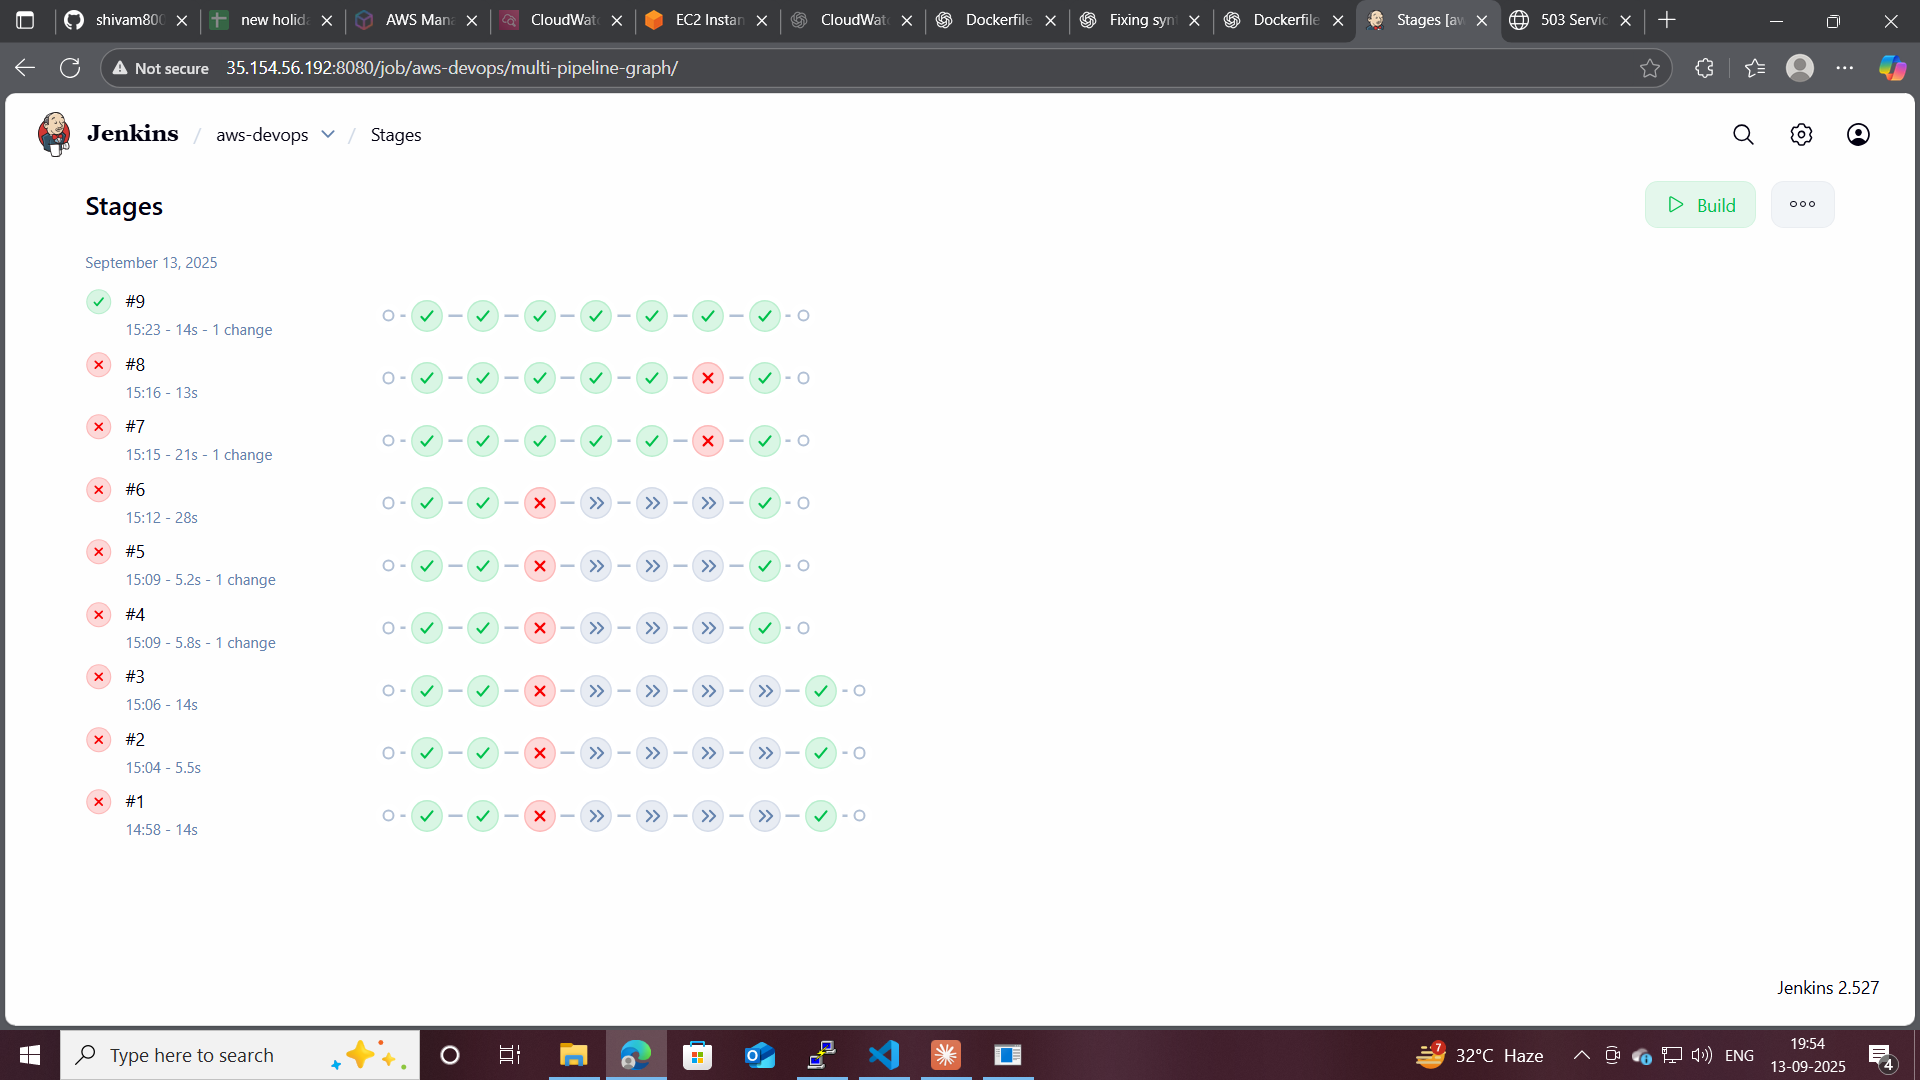 shivam800
new holida
AWS Mana
CloudWat
EC2 Instan
CloudWat
Dockerfile
Fixing syn
Dockerfile
Stages [aw
503 Servic
Not secure 35.154.56.192:8080/job/aws-devops/multi-pipeline-graph/
Jenkins / aws-devops / Stages
Stages
Build
September 13, 2025
#9
15:23 - 14s - 1 change
#8
15:16 - 13s
#7
15:15 - 21s - 1 change
#6
15:12 - 28s
#5
15:09 - 5.2s - 1 change
#4
15:09 - 5.8s - 1 change
#3
15:06 - 14s
#2
15:04 - 5.5s
#1
14:58 - 14s
Jenkins 2.527
Type here to search
7
32°C Haze
ENG
19:54
13-09-2025
4